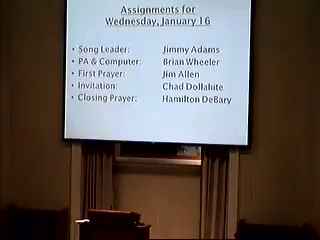 Assignments for
Wednesday, January 16
• Song Leader: Jimmy Adams
• PA & Computer: Brian Wheeler
• First Prayer: Jim Allen
• Invitation: Chad Dollahite
• Closing Prayer: Hamilton DeBary